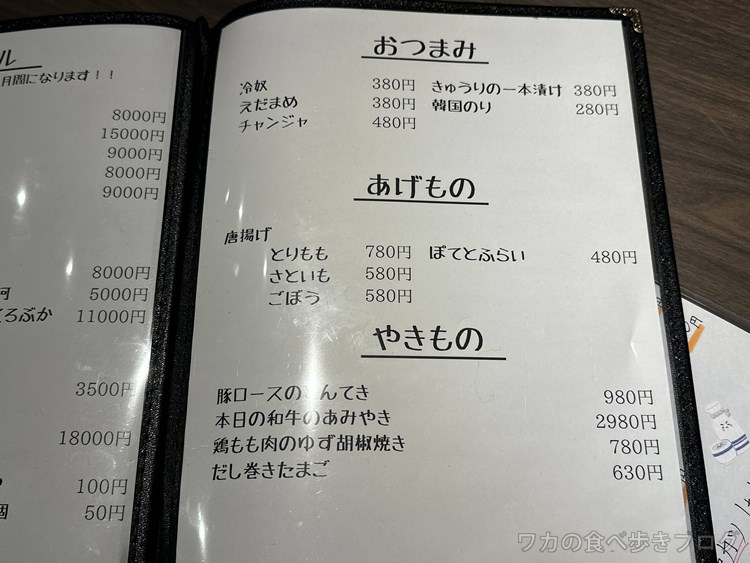 ル
月間になります！！
8000円
15000円
9000円
8000円
9000円
8000円
5000円
ろぶか 11000円
3500円
18000円
100円
個 50円
おつまみ
冷奴 380円 きゅうりの一本漬け 380円
えだまめ 380円 韓国のり 280円
チャンジャ 480円
あげもの
唐揚げ
とりもも 780円 ぽてとふらい 480円
さといも 580円
ごぼう 580円
やきもの
豚ロースの んてき 980円
本日の和牛のあみやき 2980円
鶏もも肉のゆず胡椒焼き 780円
だし巻きたまご 630円
円
ワカの食べ歩きブログ